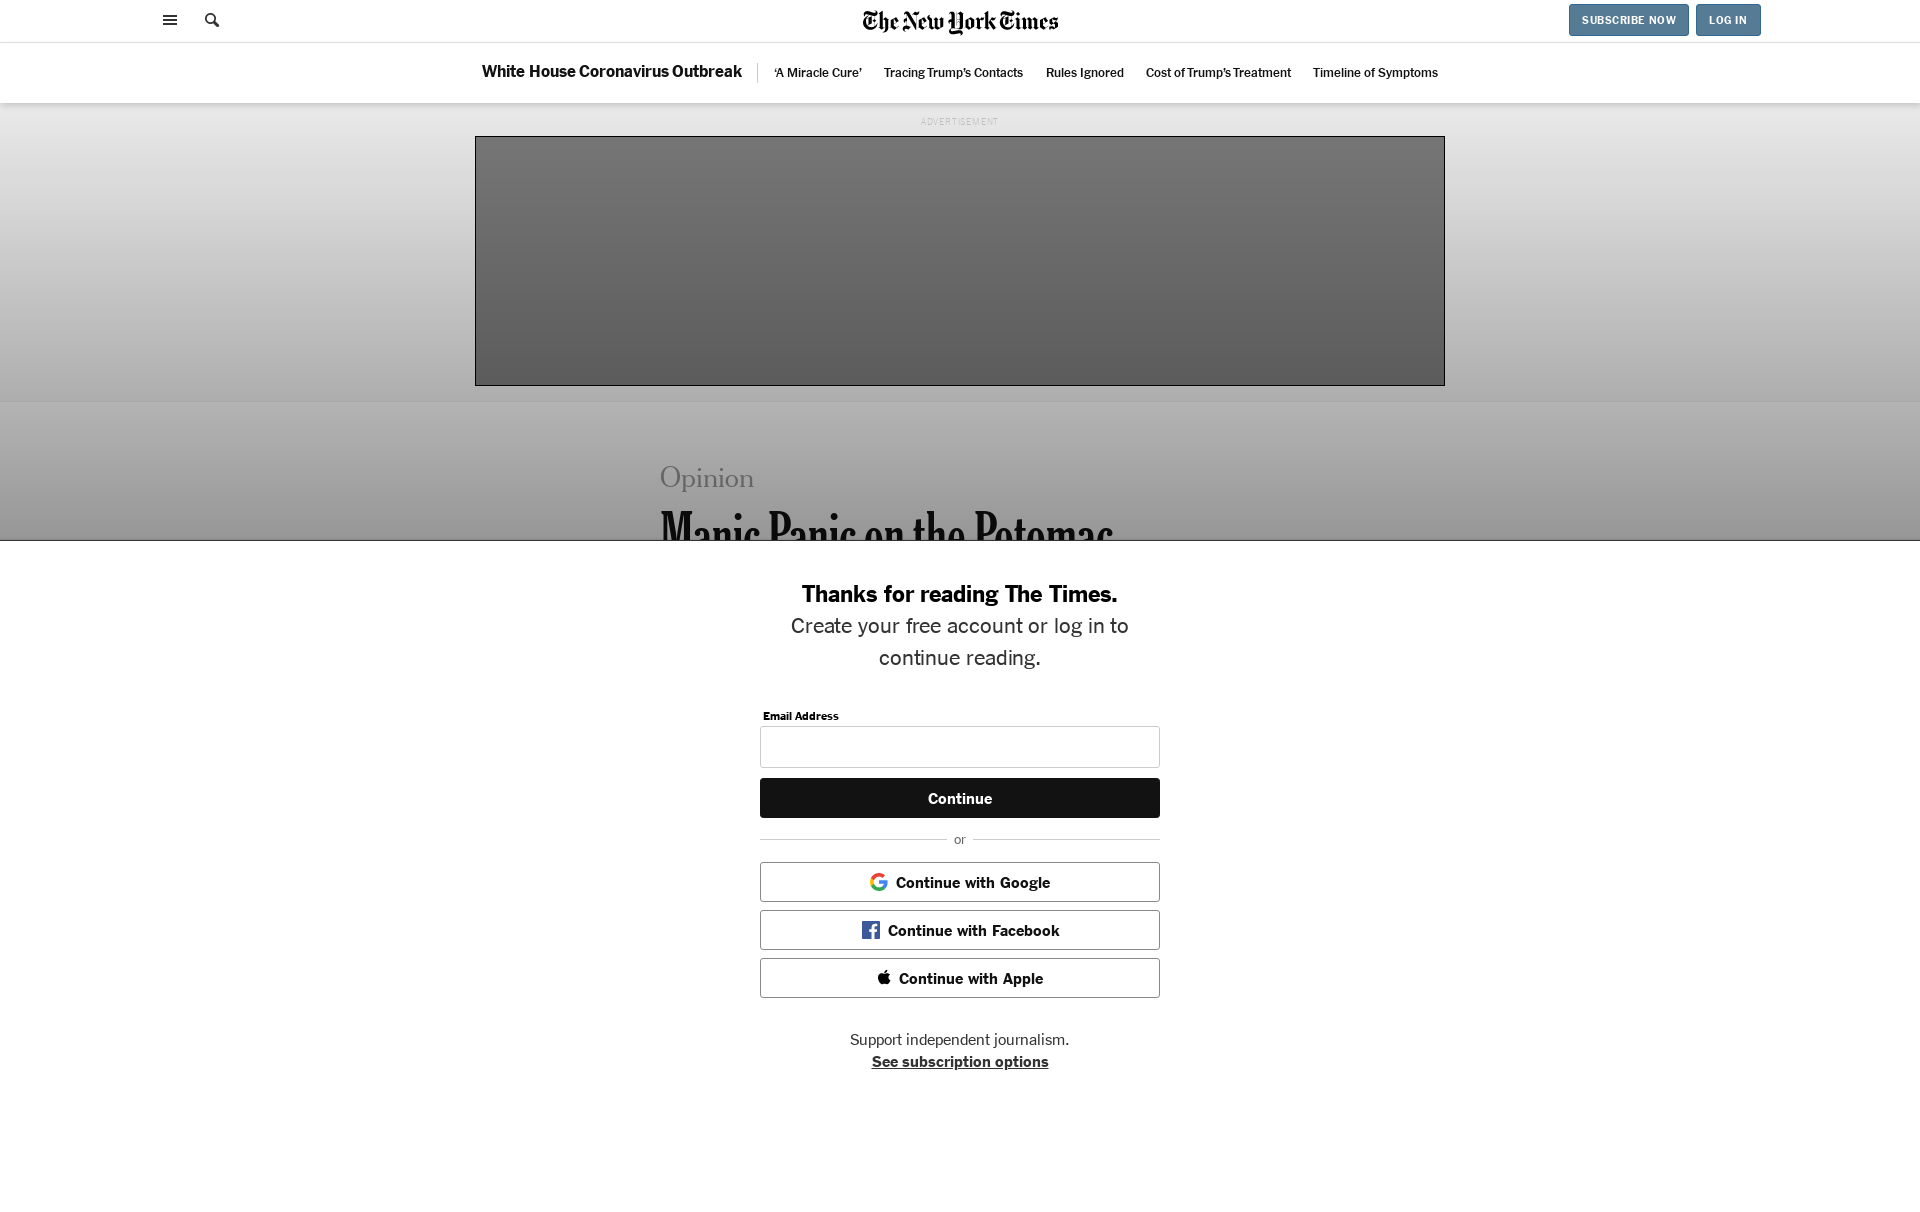 The New York Times
SUBSCRIBE NOW
LOG IN
White House Coronavirus Outbreak
‘A Miracle Cure’
Tracing Trump’s Contacts
Rules Ignored
Cost of Trump’s Treatment
Timeline of Symptoms
ADVERTISEMENT
Opinion
Manic Panic on the Potomac
Thanks for reading The Times.
Create your free account or log in to
continue reading.
Email Address
Continue
or
Continue with Google
Continue with Facebook
Continue with Apple
Support independent journalism.
See subscription options